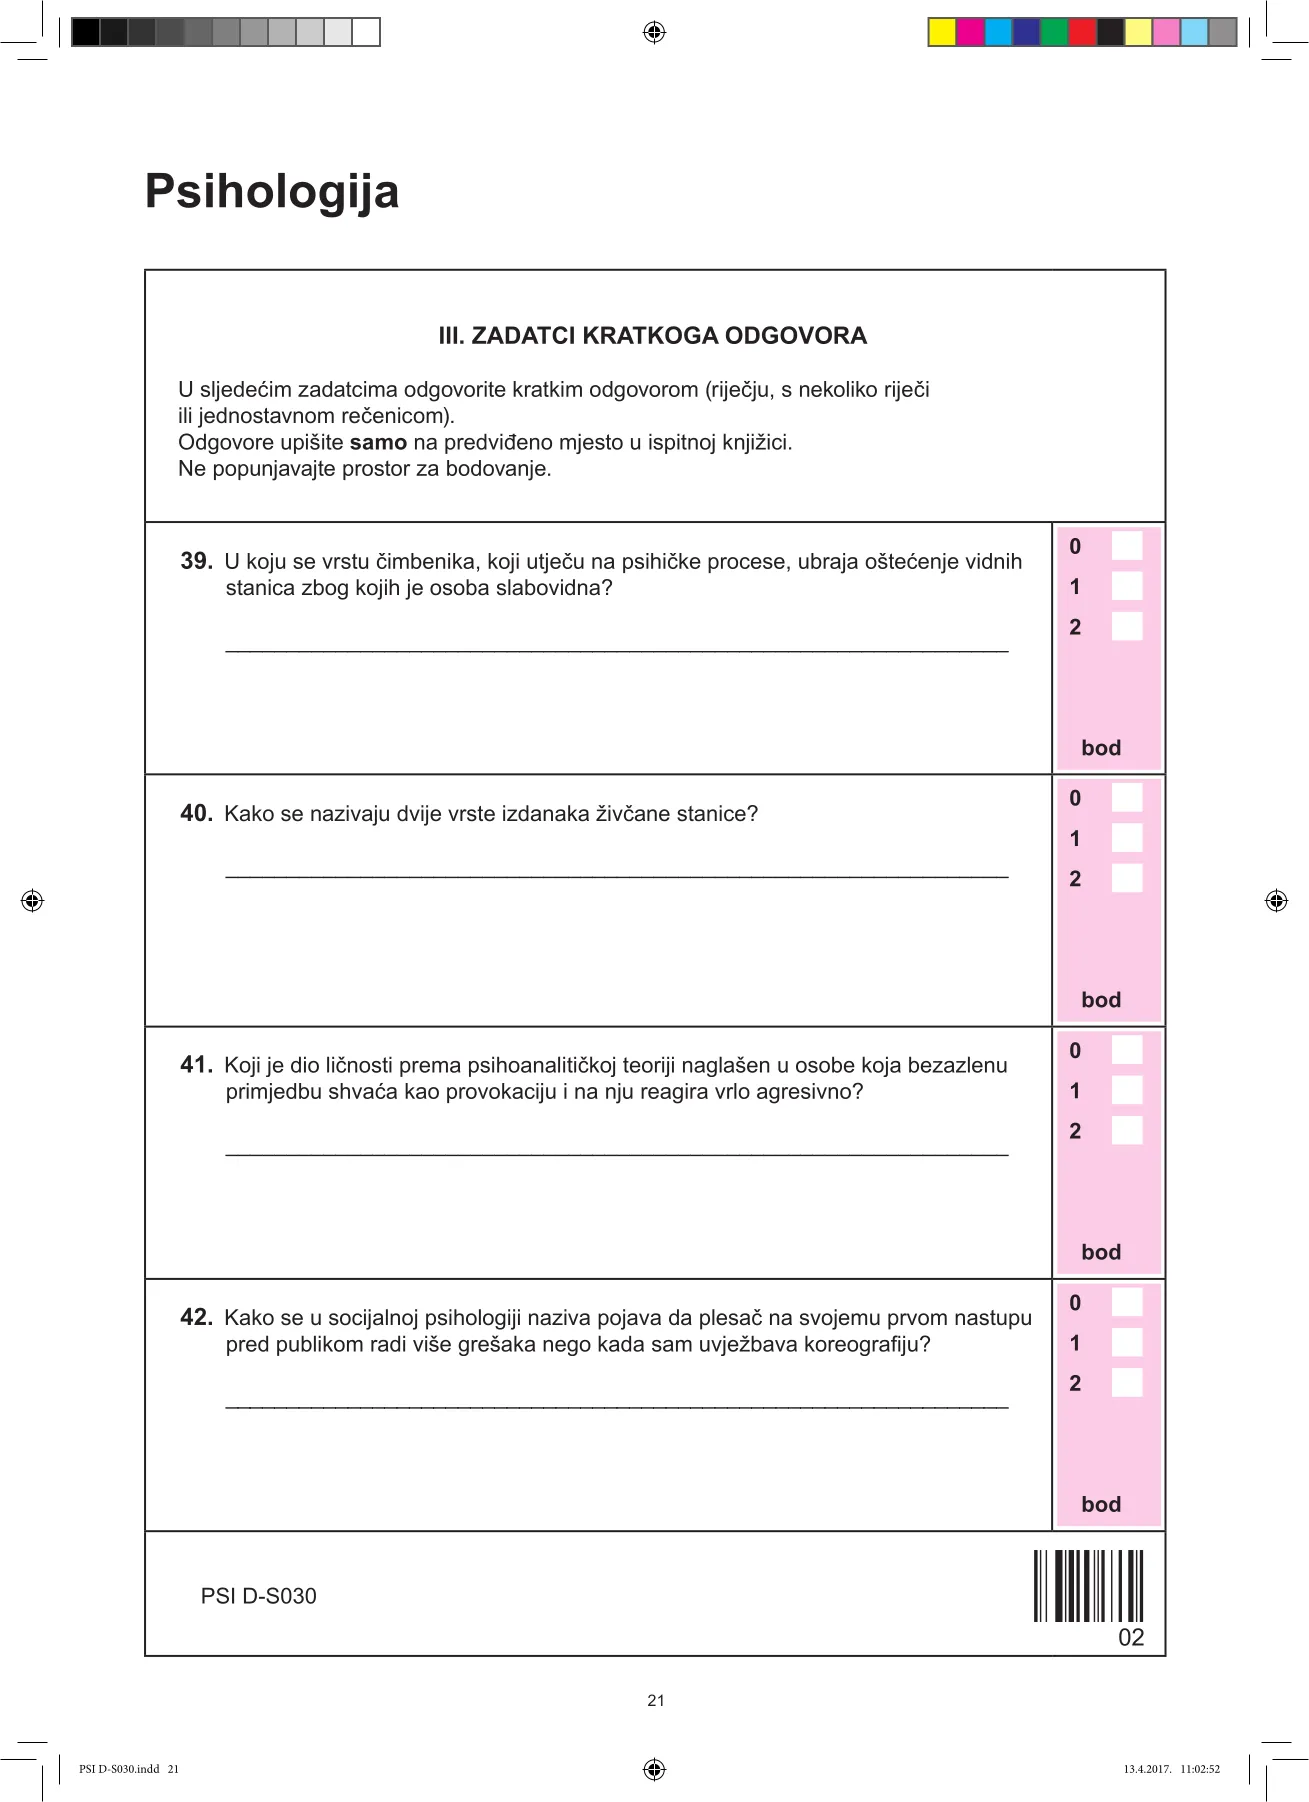 Psihologija
III. ZADATCI KRATKOGA ODGOVORA
U sljedećim zadatcima odgovorite kratkim odgovorom (riječju, s nekoliko riječi
ili jednostavnom rečenicom).
Odgovore upišite samo na predviđeno mjesto u ispitnoj knjižici.
Ne popunjavajte prostor za bodovanje.
39. U koju se vrstu čimbenika, koji utječu na psihičke procese, ubraja oštećenje vidnih
stanica zbog kojih je osoba slabovidna?
0
1
2
bod
40. Kako se nazivaju dvije vrste izdanaka živčane stanice?
0
1
2
bod
41. Koji je dio ličnosti prema psihoanalitičkoj teoriji naglašen u osobe koja bezazlenu
primjedbu shvaća kao provokaciju i na nju reagira vrlo agresivno?
0
1
2
bod
42. Kako se u socijalnoj psihologiji naziva pojava da plesač na svojemu prvom nastupu
pred publikom radi više grešaka nego kada sam uvježbava koreografiju?
0
1
2
bod
PSI D-S030
02
21
PSI D-S030.indd 21
13.4.2017. 11:02:52